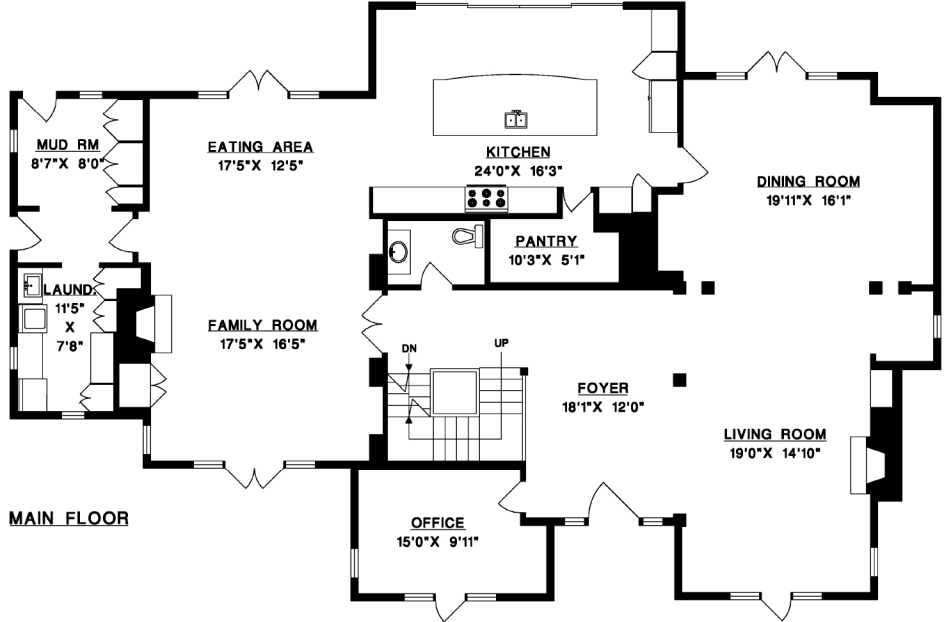 MUD RM
8'7"X 8'0"
EATING AREA
17'5"X 12'5"
KITCHEN
24'0"X 16'3"
DINING ROOM
19'11"X 16'1"
PANTRY
10'3"X 5'1"
LAUND.
11'5"
X
7'8"
FAMILY ROOM
17'5"X 16'5"
DN
UP
FOYER
18'1"X 12'0"
LIVING ROOM
19'0"X 14'10"
MAIN FLOOR
OFFICE
15'0"X 9'11"